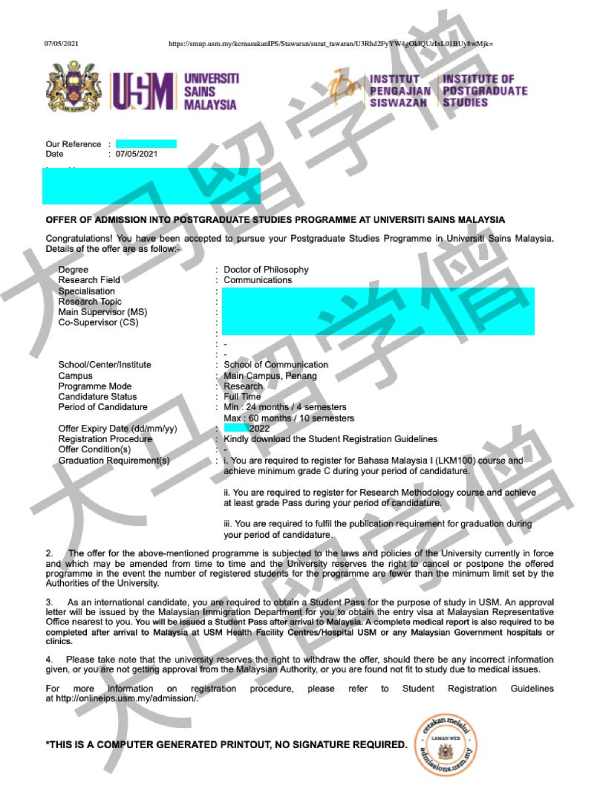 07/05/2021
UNIVERSITI
SAINS
MALAYSIA
USM
INSTITUT
PENGAJIAN
SISWAZAH
INSTITUTE OF
POSTGRADUATE
STUDIES
Our Reference :
Date : 07/05/2021
OFFER OF ADMISSION INTO POSTGRADUATE STUDIES PROGRAMME AT UNIVERSITI SAINS MALAYSIA
Congratulations! You have been accepted to pursue your Postgraduate Studies Programme in Universiti Sains Malaysia.
Details of the offer are as follow:-
Degree : Doctor of Philosophy
Research Field : Communications
Specialisation :
Research Topic :
Main Supervisor (MS) :
Co-Supervisor (CS) :
:
: -
: -
School/Center/Institute : School of Communication
Campus : Main Campus, Penang
Programme Mode : Research
Candidature Status : Full Time
Period of Candidature : Min : 24 months / 4 semesters
Max : 60 months / 10 semesters
Offer Expiry Date (dd/mm/yy) : 2022
Registration Procedure : Kindly download the Student Registration Guidelines
Offer Condition(s) : -
Graduation Requirement(s) : i. You are required to register for Bahasa Malaysia I (LKM100) course and
achieve minimum grade C during your period of candidature.
ii. You are required to register for Research Methodology course and achieve
at least grade Pass during your period of candidature.
iii. You are required to fulfil the publication requirement for graduation during
your period of candidature.
2. The offer for the above-mentioned programme is subjected to the laws and policies of the University currently in force
and which may be amended from time to time and the University reserves the right to cancel or postpone the offered
programme in the event the number of registered students for the programme are fewer than the minimum limit set by the
Authorities of the University.
3. As an international candidate, you are required to obtain a Student Pass for the purpose of study in USM. An approval
letter will be issued by the Malaysian Immigration Department for you to obtain the entry visa at Malaysian Representative
Office nearest to you. You will be issued a Student Pass after arrival to Malaysia. A complete medical report is also required to be
completed after arrival to Malaysia at USM Health Facility Centres/Hospital USM or any Malaysian Government hospitals or
clinics.
4. Please take note that the university reserves the right to withdraw the offer, should there be any incorrect information
given, or you are not getting approval from the Malaysian Authority, or you are found not fit to study due to medical issues.
For more information on registration procedure, please refer to Student Registration Guidelines
at http://onlineips.usm.my/admission/.
*THIS IS A COMPUTER GENERATED PRINTOUT, NO SIGNATURE REQUIRED.
cetakan melalui
LAMAN WEB
admissions.usm.my
大马留学僧
大马留学僧